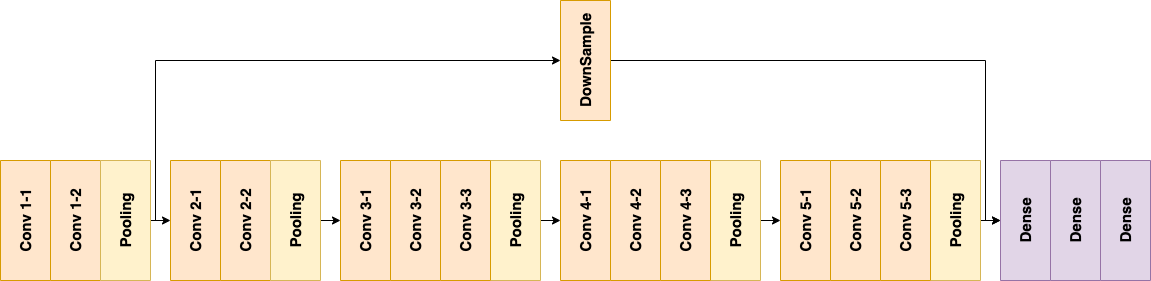 DownSample
Conv 1-1
Conv 1-2
Pooling
Conv 2-1
Conv 2-2
Pooling
Conv 3-1
Conv 3-2
Conv 3-3
Pooling
Conv 4-1
Conv 4-2
Conv 4-3
Pooling
Conv 5-1
Conv 5-2
Conv 5-3
Pooling
Dense
Dense
Dense